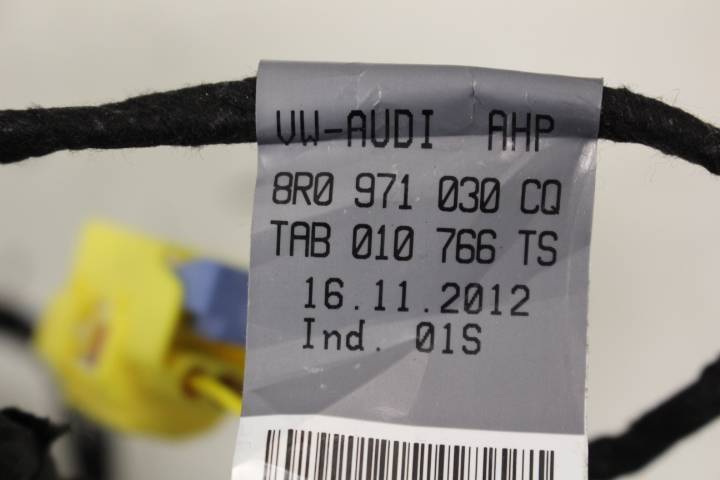 VW-AUDI AHP
8R0 971 030 CQ
TAB 010 766 TS
16.11.2012
Ind. 01S